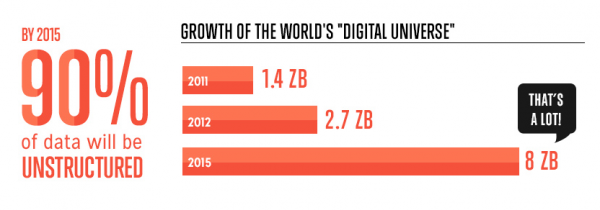 BY 2015
90%
of data will be
UNSTRUCTURED
GROWTH OF THE WORLD'S "DIGITAL UNIVERSE"
2011 1.4 ZB
2012 2.7 ZB
2015 8 ZB
THAT'S
A LOT!